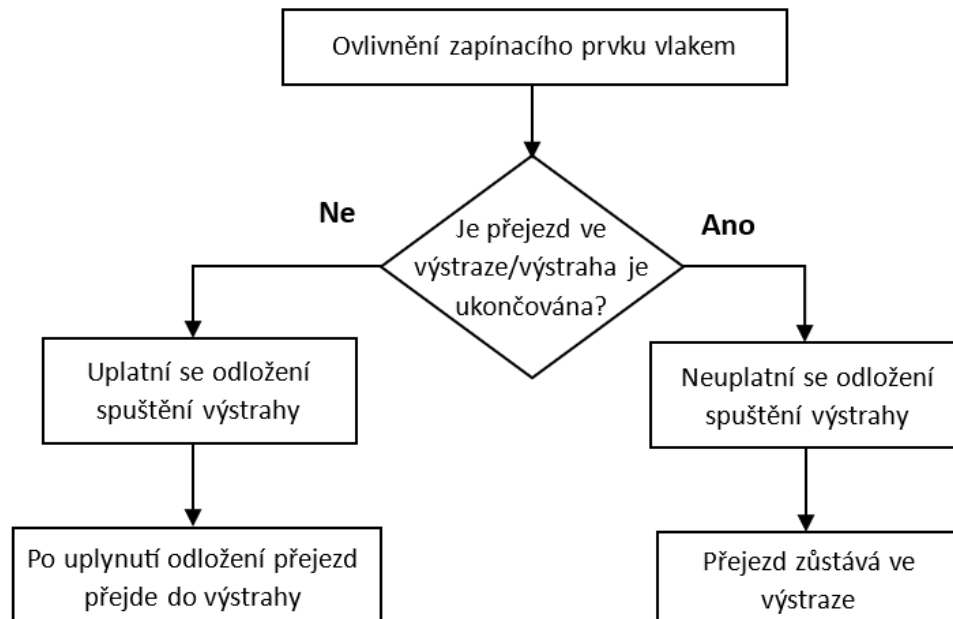 Ovlivnění zapínacího prvku vlakem
Ne
Ano
Je přejezd ve
výstraze/výstraha je
ukončována?
Uplatní se odložení
spuštění výstrahy
Neuplatní se odložení
spuštění výstrahy
Po uplynutí odložení přejezd
přejde do výstrahy
Přejezd zůstává ve
výstraze